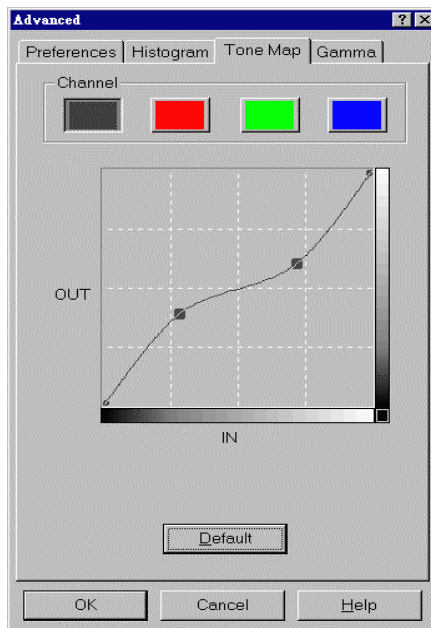 Advanced
Preferences Histogram Tone Map Gamma
Channel
OUT
IN
Default
OK Cancel Help